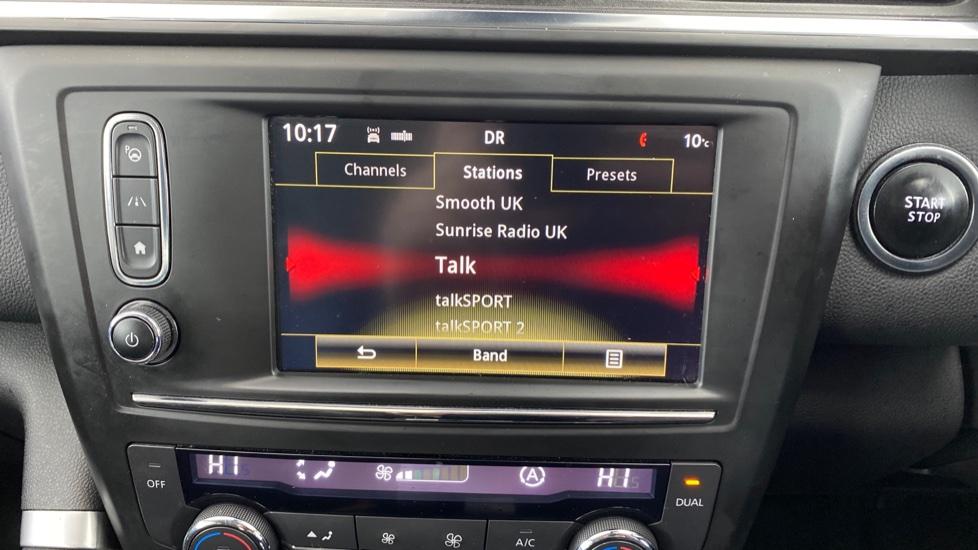 10:17 DR 10°c
Channels Stations Presets
Smooth UK
Sunrise Radio UK
Talk
talkSPORT
talkSPORT 2
Band
START
STOP
P
HI HI
A
OFF DUAL
A/C